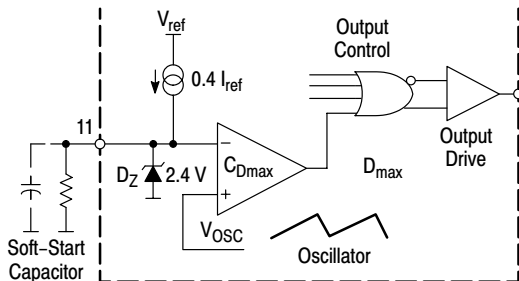 V_ref
Output
Control
0.4 I_ref
11
−
C_Dmax
+
D_Z
2.4 V
D_max
Output
Drive
V_OSC
Oscillator
Soft–Start
Capacitor